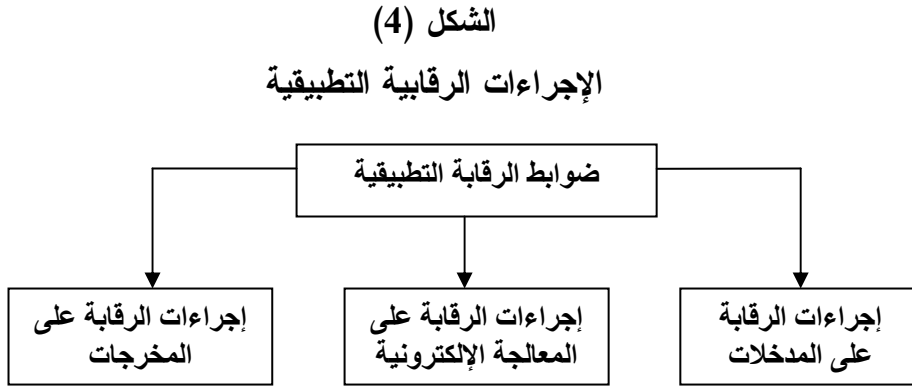 الشكل (4)
الإجراءات الرقابية التطبيقية
ضوابط الرقابة التطبيقية
إجراءات الرقابة
على المدخلات
إجراءات الرقابة على
المعالجة الإلكترونية
إجراءات الرقابة على
المخرجات